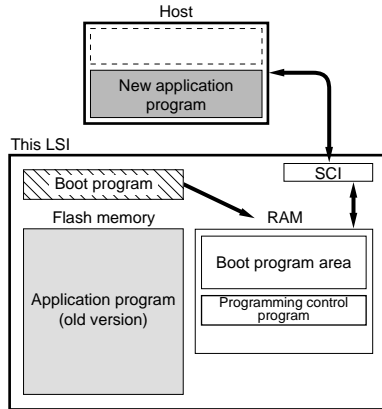 Host
New application
program
This LSI
SCI
Boot program
Flash memory
RAM
Application program
(old version)
Boot program area
Programming control
program